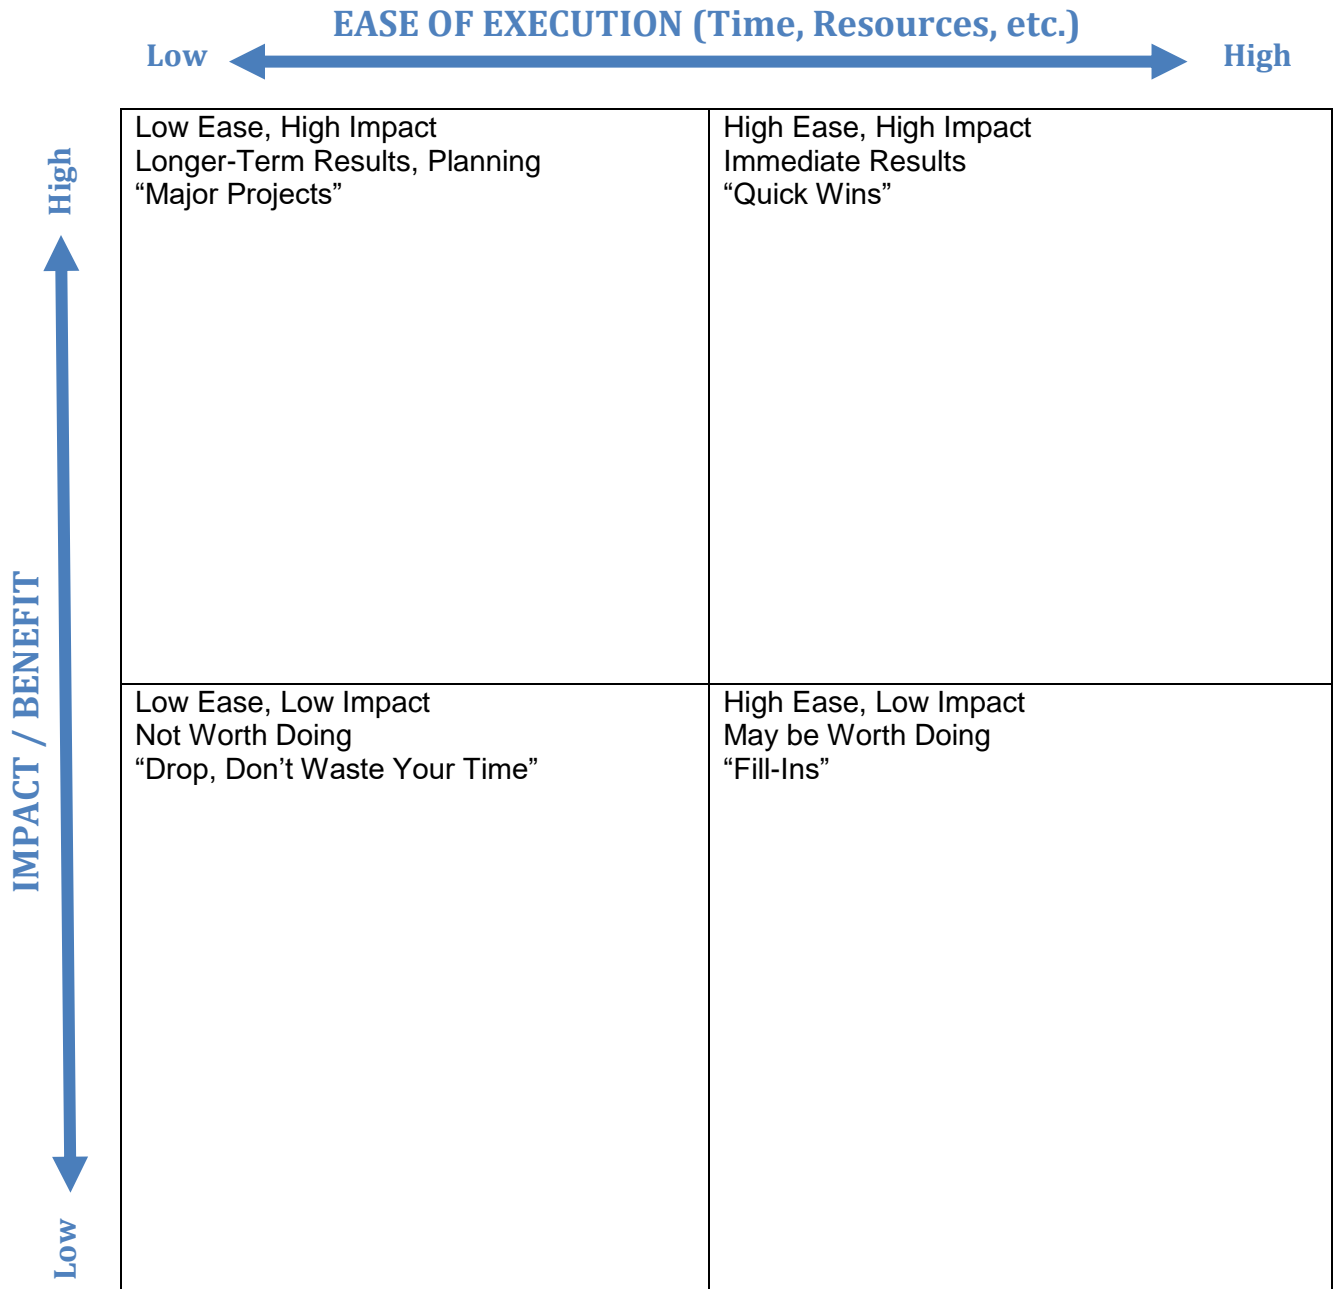 EASE OF EXECUTION (Time, Resources, etc.)
Low
High
High
IMPACT / BENEFIT
Low
Low Ease, High Impact
Longer-Term Results, Planning
“Major Projects”
High Ease, High Impact
Immediate Results
“Quick Wins”
Low Ease, Low Impact
Not Worth Doing
“Drop, Don’t Waste Your Time”
High Ease, Low Impact
May be Worth Doing
“Fill-Ins”